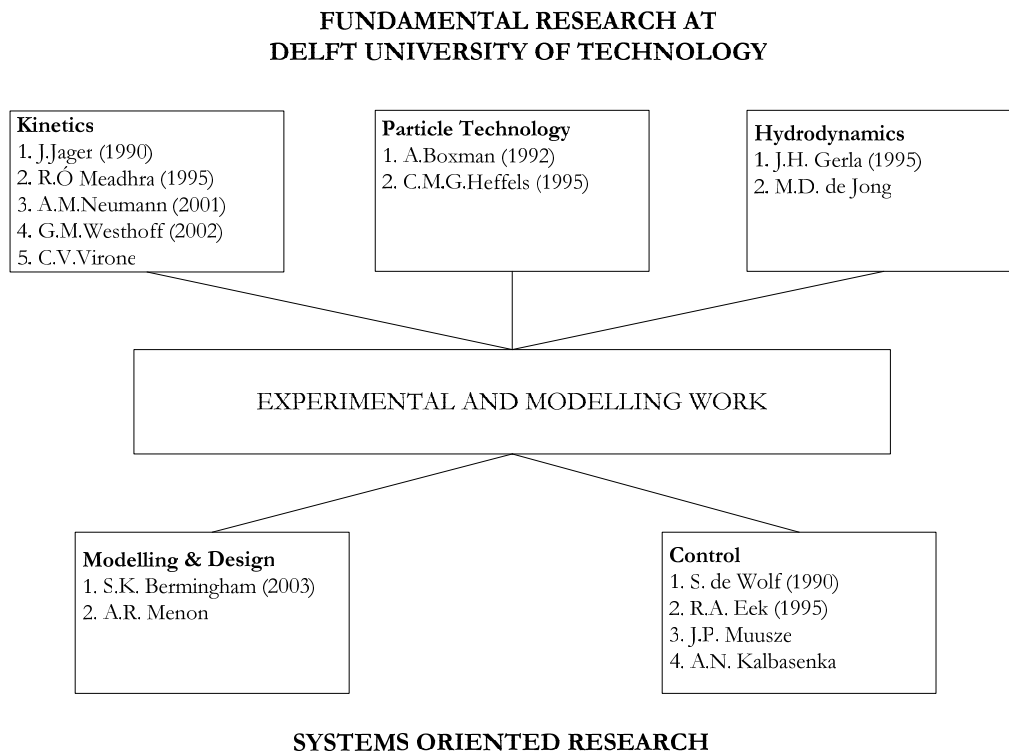 FUNDAMENTAL RESEARCH AT
DELFT UNIVERSITY OF TECHNOLOGY
Kinetics
1. J.Jager (1990)
2. R.Ó Meadhra (1995)
3. A.M.Neumann (2001)
4. G.M.Westhoff (2002)
5. C.V.Virone
Particle Technology
1. A.Boxman (1992)
2. C.M.G.Heffels (1995)
Hydrodynamics
1. J.H. Gerla (1995)
2. M.D. de Jong
EXPERIMENTAL AND MODELLING WORK
Modelling & Design
1. S.K. Bermingham (2003)
2. A.R. Menon
Control
1. S. de Wolf (1990)
2. R.A. Eek (1995)
3. J.P. Muusze
4. A.N. Kalbasenka
SYSTEMS ORIENTED RESEARCH